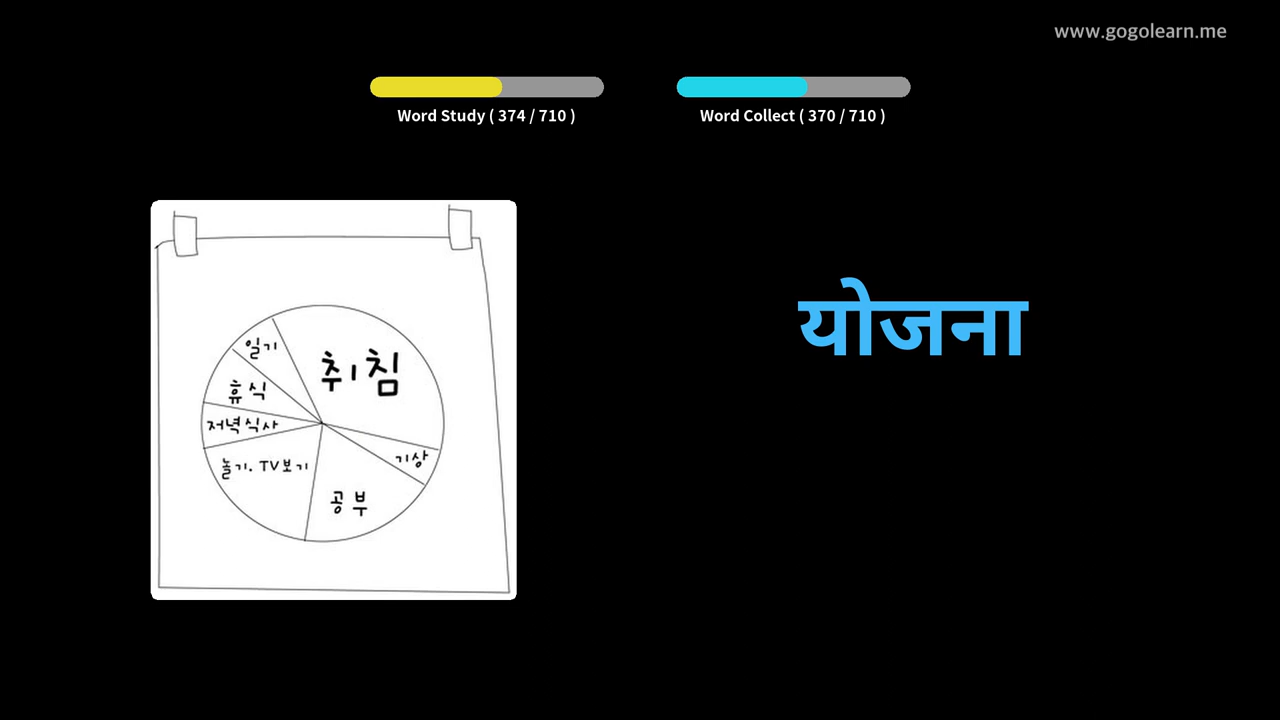 www.gogolearn.me
Word Study ( 374 / 710 )
Word Collect ( 370 / 710 )
일기
취침
휴식
저녁식사
놀기. TV보기
기상
공부
योजना